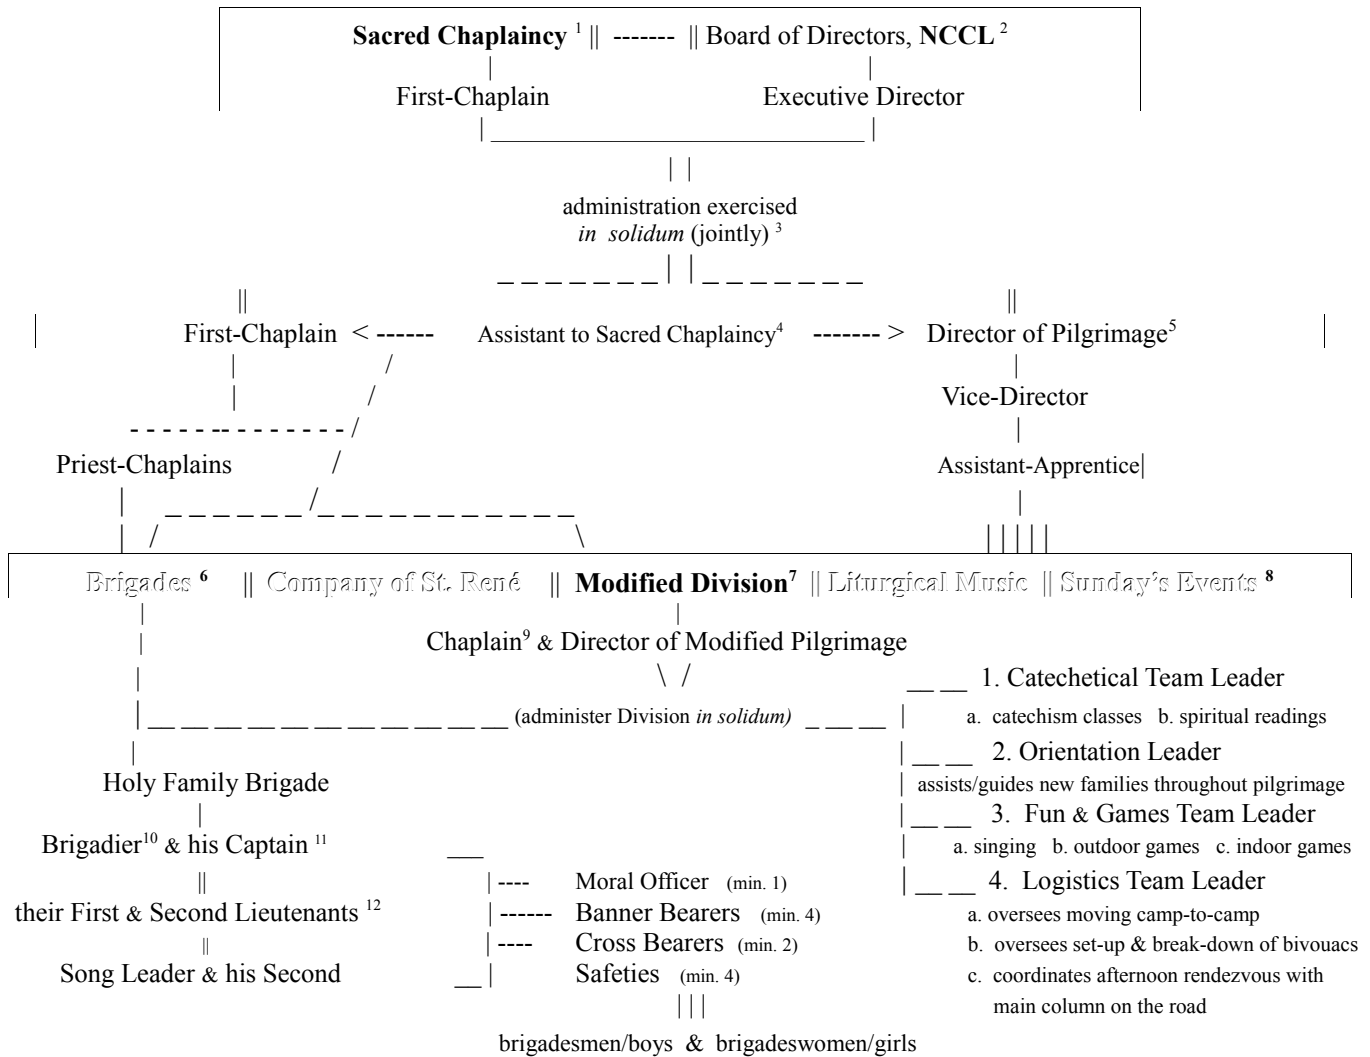 Sacred Chaplaincy 1 || ------- || Board of Directors, NCCL 2
First-Chaplain Executive Director
administration exercised
in solidum (jointly) 3
First-Chaplain < ------ Assistant to Sacred Chaplaincy4 ------- > Director of Pilgrimage5
Vice-Director
Priest-Chaplains Assistant-Apprentice
Brigades 6 || Company of St. René || Modified Division7 || Liturgical Music || Sunday's Events 8
Chaplain9 & Director of Modified Pilgrimage
1. Catechetical Team Leader
(administer Division in solidum)
a. catechism classes b. spiritual readings
2. Orientation Leader
Holy Family Brigade
assists/guides new families throughout pilgrimage
3. Fun & Games Team Leader
Brigadier10 & his Captain 11
a. singing b. outdoor games c. indoor games
Moral Officer (min. 1)
4. Logistics Team Leader
their First & Second Lieutenants 12
Banner Bearers (min. 4)
a. oversees moving camp-to-camp
Cross Bearers (min. 2)
b. oversees set-up & break-down of bivouacs
Song Leader & his Second
Safeties (min. 4)
c. coordinates afternoon rendezvous with
main column on the road
brigadesmen/boys & brigadeswomen/girls